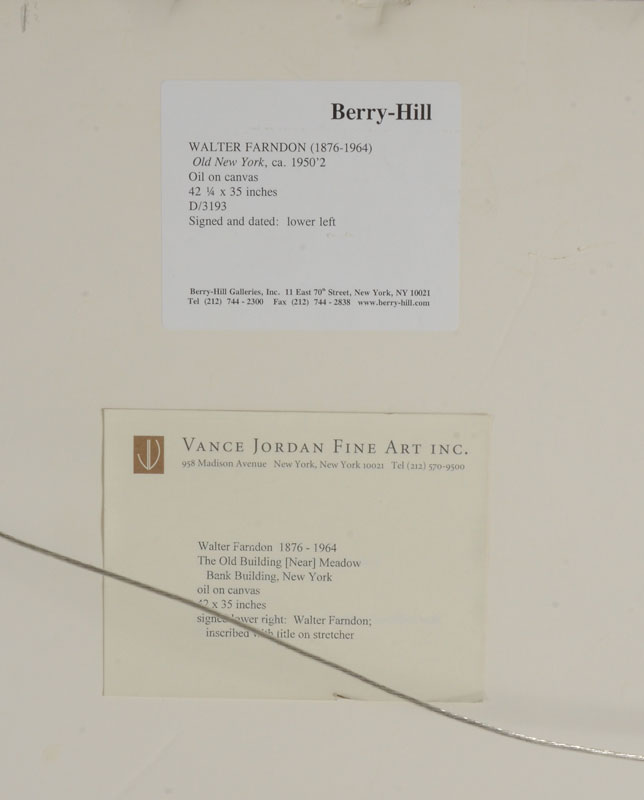 Berry-Hill
WALTER FARNDON (1876-1964)
Old New York, ca. 1950'2
Oil on canvas
42 ¼ x 35 inches
D/3193
Signed and dated: lower left
Berry-Hill Galleries, Inc. 11 East 70th Street, New York, NY 10021
Tel (212) 744 - 2300 Fax (212) 744 - 2838 www.berry-hill.com
VANCE JORDAN FINE ART INC.
958 Madison Avenue New York, New York 10021 Tel (212) 570-9500
Walter Farndon 1876 - 1964
The Old Building [Near] Meadow
Bank Building, New York
oil on canvas
42 x 35 inches
signed lower right: Walter Farndon;
inscribed with title on stretcher